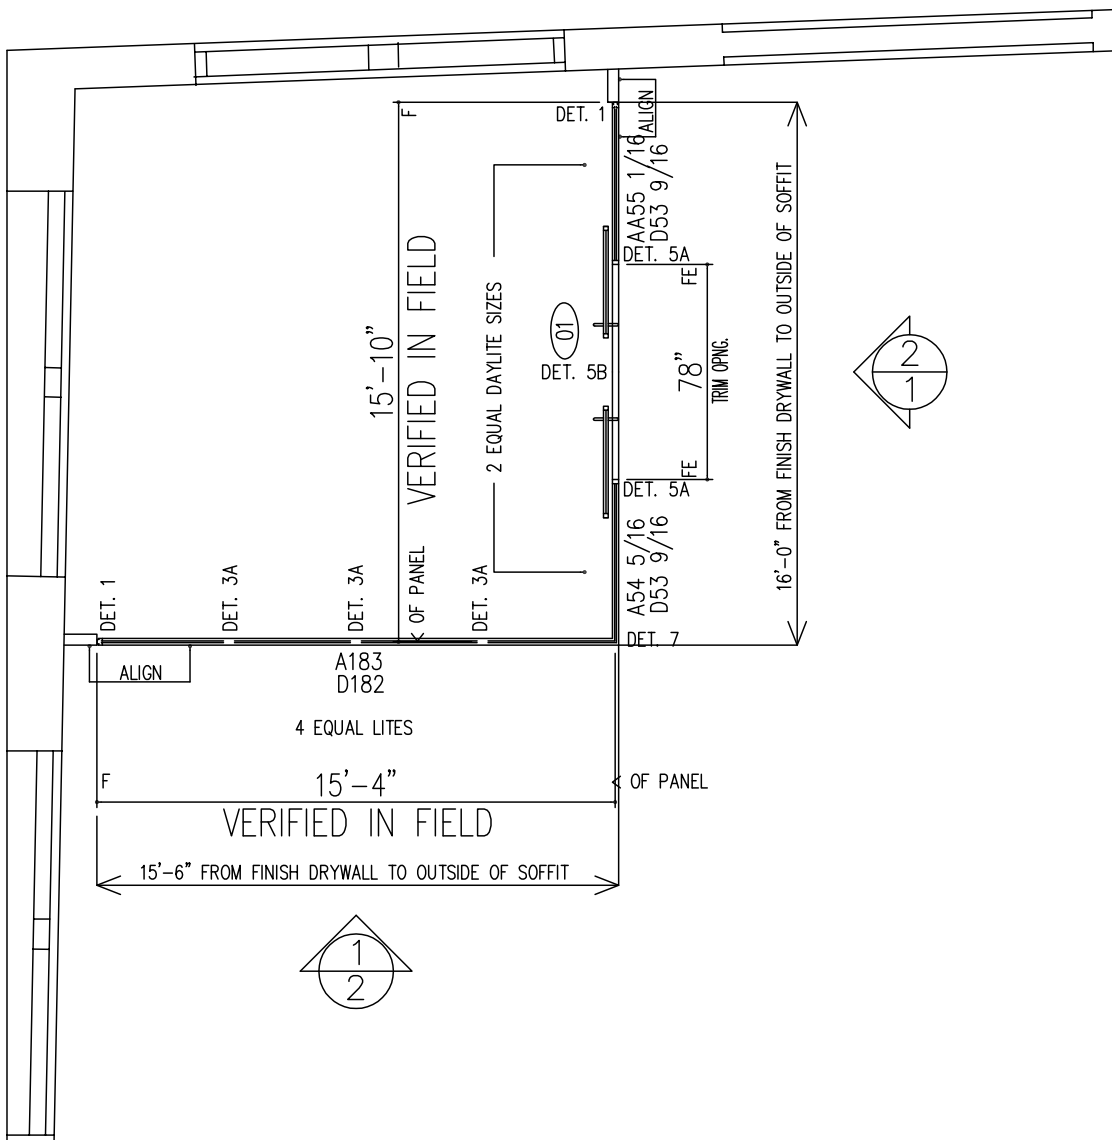 DET. 1
ALIGN
F
AA55 1/16
D53 9/16
DET. 5A
FE
15'-10"
VERIFIED IN FIELD
2 EQUAL DAYLITE SIZES
01
DET. 5B
78"
TRIM OPNG.
16'-0" FROM FINISH DRYWALL TO OUTSIDE OF SOFFIT
2
1
FE
DET. 5A
A54 5/16
D53 9/16
DET. 1
DET. 3A
DET. 3A
OF PANEL
DET. 3A
DET. 7
ALIGN
A183
D182
4 EQUAL LITES
F
15'-4"
OF PANEL
VERIFIED IN FIELD
15'-6" FROM FINISH DRYWALL TO OUTSIDE OF SOFFIT
1
2